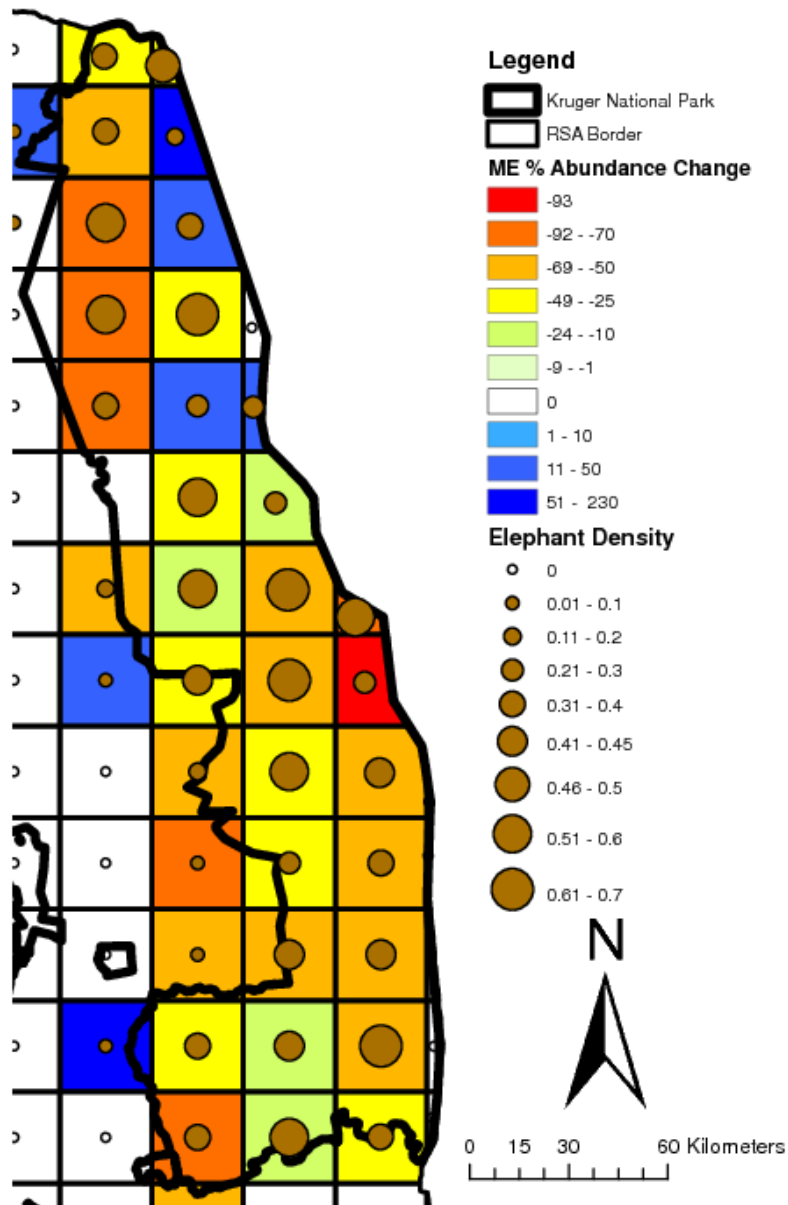 Legend
Kruger National Park
RSA Border
ME % Abundance Change
-93
-92 - -70
-69 - -50
-49 - -25
-24 - -10
-9 - -1
0
1 - 10
11 - 50
51 - 230
Elephant Density
0
0.01 - 0.1
0.11 - 0.2
0.21 - 0.3
0.31 - 0.4
0.41 - 0.45
0.46 - 0.5
0.51 - 0.6
0.61 - 0.7
N
0 15 30 60 Kilometers